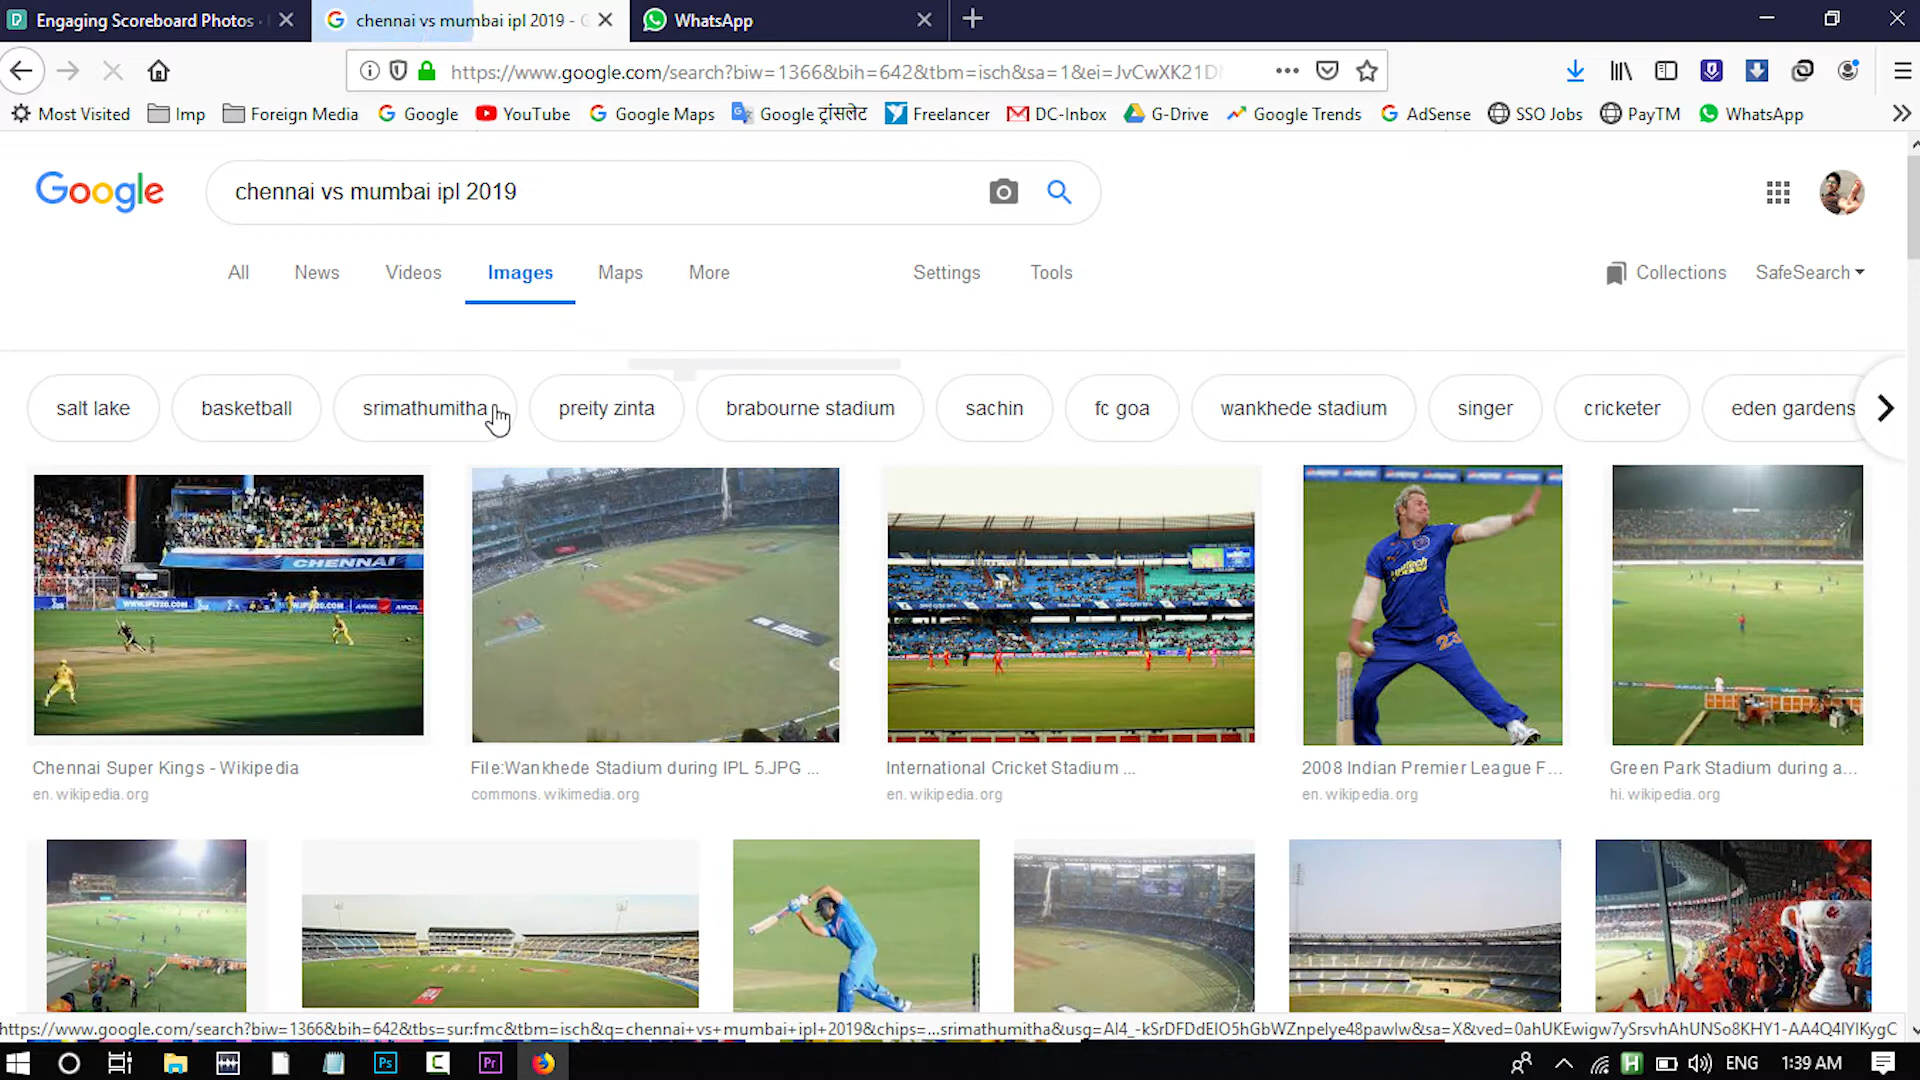 Engaging Scoreboard Photos ·
chennai vs mumbai ipl 2019 - G
WhatsApp
https://www.google.com/search?biw=1366&bih=642&tbm=isch&sa=1&ei=JvCwXK21D
Most Visited
Imp
Foreign Media
Google
YouTube
Google Maps
Google ट्रांसलेट
Freelancer
DC-Inbox
G-Drive
Google Trends
AdSense
SSO Jobs
PayTM
WhatsApp
Google
chennai vs mumbai ipl 2019
All
News
Videos
Images
Maps
More
Settings
Tools
Collections
SafeSearch
salt lake
basketball
srimathumitha
preity zinta
brabourne stadium
sachin
fc goa
wankhede stadium
singer
cricketer
eden gardens
CHENNAI
WWW.IPLT20.COM
23
Chennai Super Kings - Wikipedia
en.wikipedia.org
File:Wankhede Stadium during IPL 5.JPG ...
commons.wikimedia.org
International Cricket Stadium ...
en.wikipedia.org
2008 Indian Premier League F...
en.wikipedia.org
Green Park Stadium during a...
hi.wikipedia.org
https://www.google.com/search?biw=1366&bih=642&tbs=sur:fmc&tbm=isch&q=chennai+vs+mumbai+ipl+2019&chips=...srimathumitha&usg=AI4_-kSrDFDdEIO5hGbWZnpelye48pawlw&sa=X&ved=0ahUKEwigw7ySrsvhAhUNSo8KHY1-AA4Q4lYIKygC
Ps
Pr
H
ENG
1:39 AM